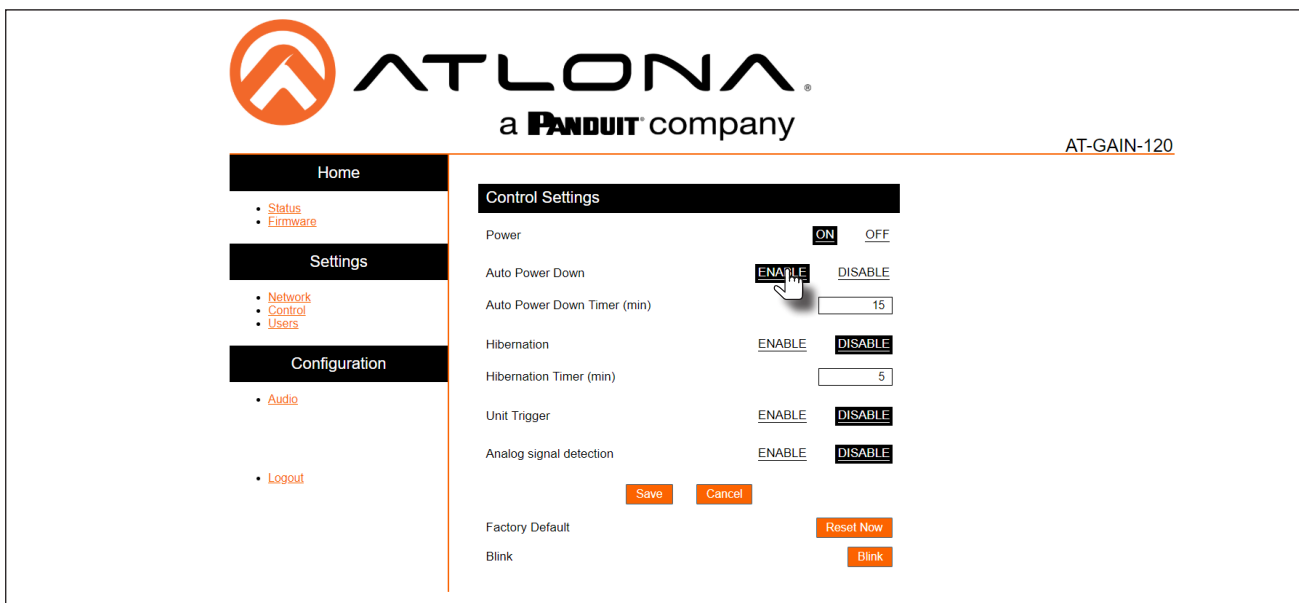 ATLONA®
a PANDUIT® company
AT-GAIN-120
Home
Status
Firmware
Settings
Network
Control
Users
Configuration
Audio
Logout
Control Settings
Power ON OFF
Auto Power Down ENABLE DISABLE
Auto Power Down Timer (min) 15
Hibernation ENABLE DISABLE
Hibernation Timer (min) 5
Unit Trigger ENABLE DISABLE
Analog signal detection ENABLE DISABLE
Save Cancel
Factory Default Reset Now
Blink Blink